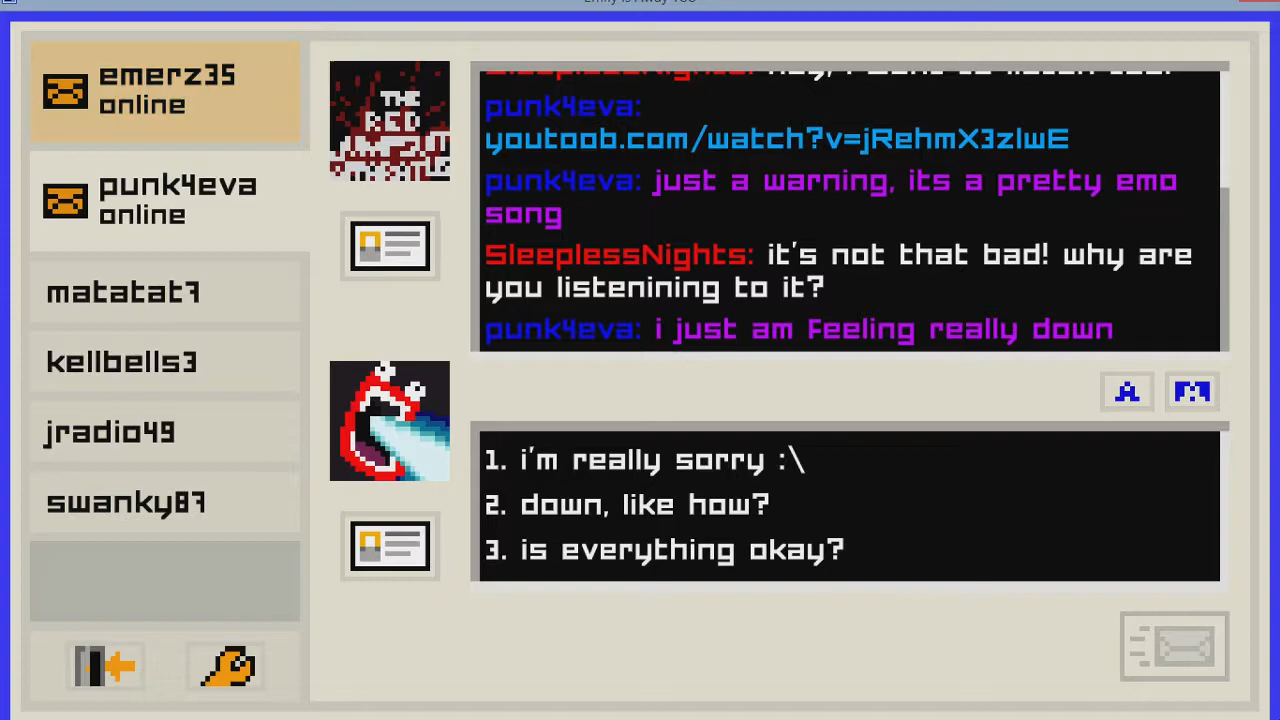 emerz35
online
punk4eva
online
matatat7
kellbells3
jradio49
swanky87
THE
RED
punk4eva:
youtoob.com/watch?v=jRehmX3zlwE
punk4eva: just a warning, its a pretty emo
song
SleeplessNights: it's not that bad! why are
you listenining to it?
punk4eva: i just am feeling really down
A
M
1. i'm really sorry :\
2. down, like how?
3. is everything okay?